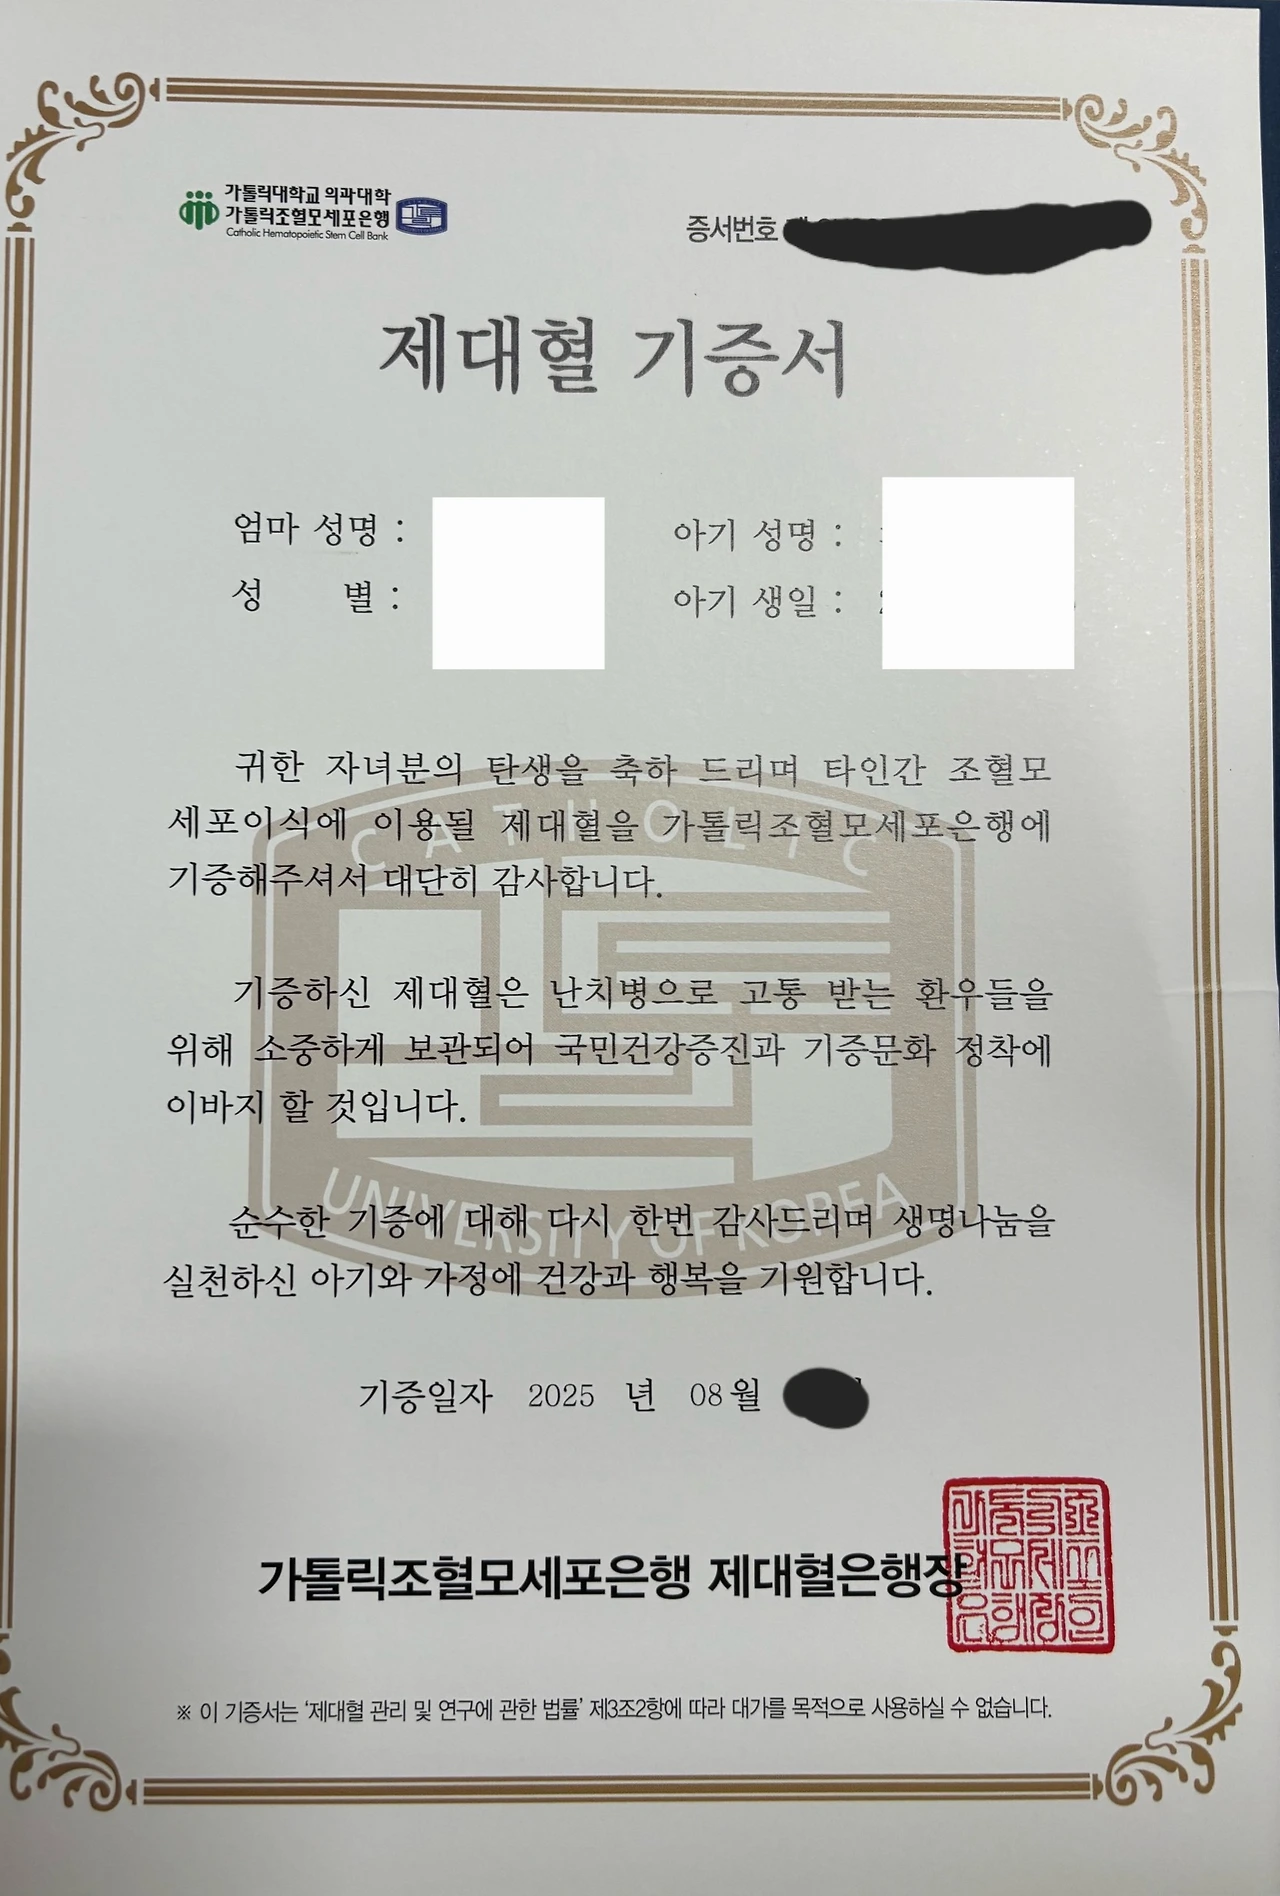 가톨릭대학교 의과대학
가톨릭조혈모세포은행
Catholic Hematopoietic Stem Cell Bank
증서번호
제대혈 기증서
엄마 성명 : 아기 성명 :
성 별 : 아기 생일 :
귀한 자녀분의 탄생을 축하 드리며 타인간 조혈모
세포이식에 이용될 제대혈을 가톨릭조혈모세포은행에
기증해주셔서 대단히 감사합니다.
CATHOLIC
기증하신 제대혈은 난치병으로 고통 받는 환우들을
위해 소중하게 보관되어 국민건강증진과 기증문화 정착에
이바지 할 것입니다.
UNIVERSITY OF KOREA
순수한 기증에 대해 다시 한번 감사드리며 생명나눔을
실천하신 아기와 가정에 건강과 행복을 기원합니다.
기증일자 2025 년 08월
가톨릭조혈모세포은행 제대혈은행장
※ 이 기증서는 '제대혈 관리 및 연구에 관한 법률' 제3조2항에 따라 대가를 목적으로 사용하실 수 없습니다.